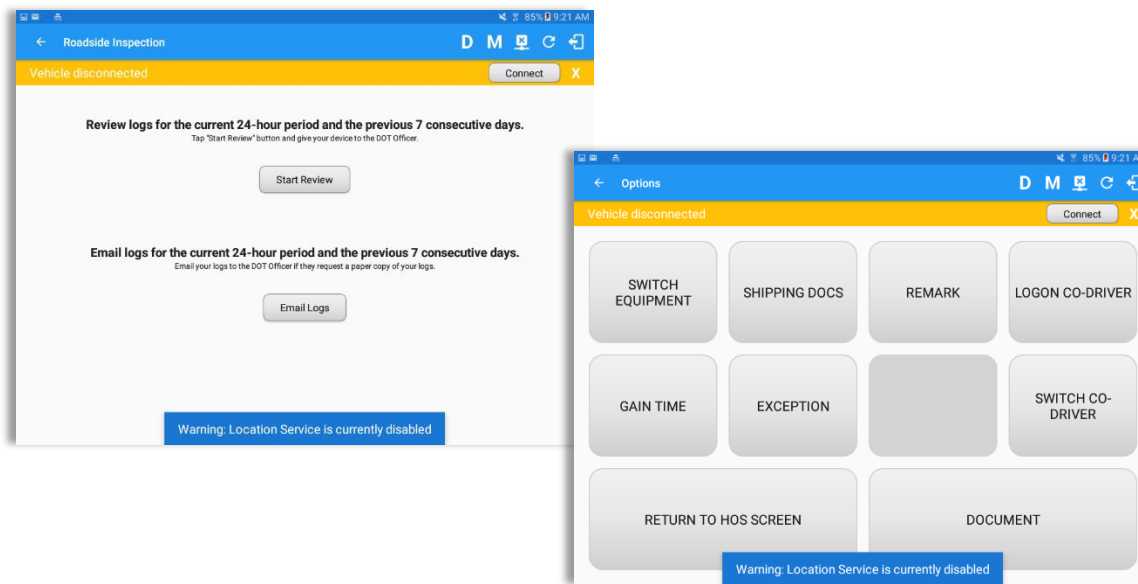 85% 9:21 AM
Roadside Inspection
D M
Vehicle disconnected
Connect
X
Review logs for the current 24-hour period and the previous 7 consecutive days.
Tap "Start Review" button and give your device to the DOT Officer.
Start Review
Email logs for the current 24-hour period and the previous 7 consecutive days.
Email your logs to the DOT Officer if they request a paper copy of your logs.
Email Logs
Warning: Location Service is currently disabled
85% 9:21 A
Options
D M
Vehicle disconnected
Connect
X
SWITCH
EQUIPMENT
SHIPPING DOCS
REMARK
LOGON CO-DRIVER
GAIN TIME
EXCEPTION
SWITCH CO-
DRIVER
RETURN TO HOS SCREEN
DOCUMENT
Warning: Location Service is currently disabled